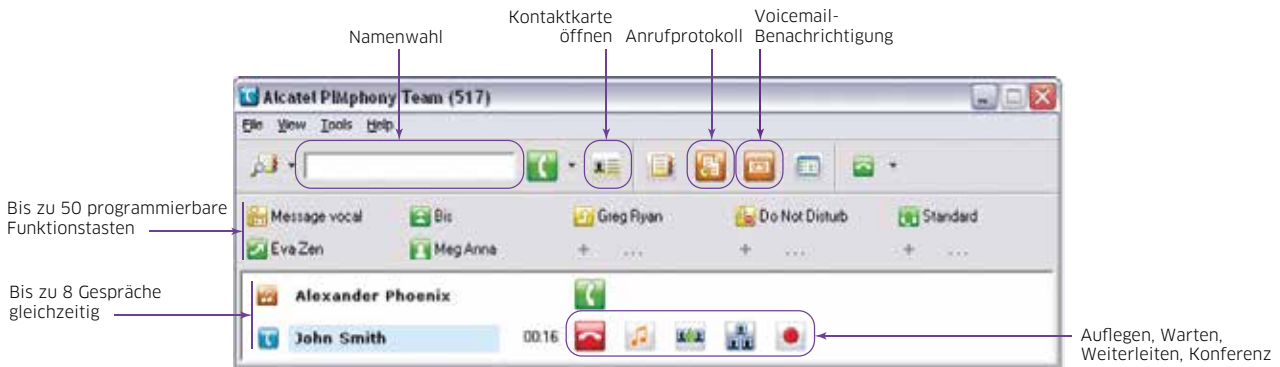 Kontaktkarte öffnen
Voicemail-Benachrichtigung
Namenwahl
Anrufprotokoll
Alcatel PIMphony Team (517)
File View Tools Help
Bis zu 50 programmierbare
Funktionstasten
Message vocal Bis Greg Ryan Do Not Disturb Standard
Eva Zen Meg Anna + ... + ... + ...
Bis zu 8 Gespräche
gleichzeitig
Alexander Phoenix
John Smith 00:16
Auflegen, Warten,
Weiterleiten, Konferenz